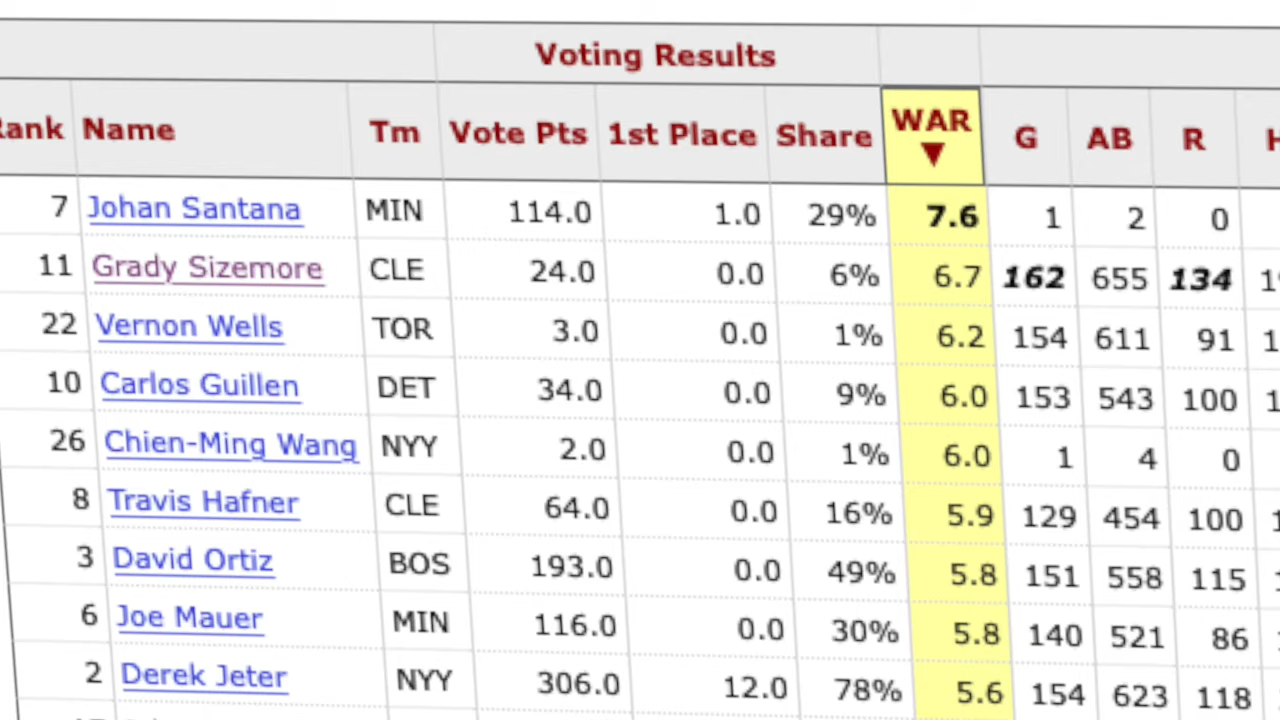 Voting Results
Rank Name Tm Vote Pts 1st Place Share WAR ▼ G AB R
7 Johan Santana MIN 114.0 1.0 29% 7.6 1 2 0
11 Grady Sizemore CLE 24.0 0.0 6% 6.7 162 655 134
22 Vernon Wells TOR 3.0 0.0 1% 6.2 154 611 91
10 Carlos Guillen DET 34.0 0.0 9% 6.0 153 543 100
26 Chien-Ming Wang NYY 2.0 0.0 1% 6.0 1 4 0
8 Travis Hafner CLE 64.0 0.0 16% 5.9 129 454 100
3 David Ortiz BOS 193.0 0.0 49% 5.8 151 558 115
6 Joe Mauer MIN 116.0 0.0 30% 5.8 140 521 86
2 Derek Jeter NYY 306.0 12.0 78% 5.6 154 623 118